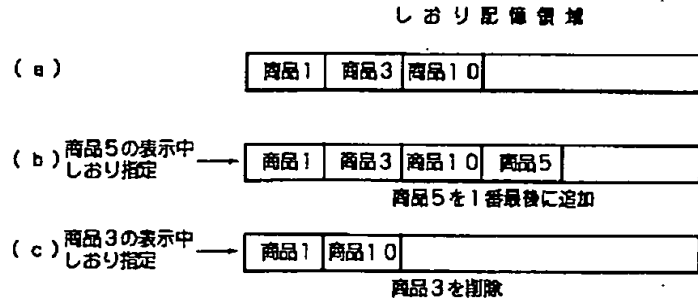 しおり記憶領域
(a) 商品1 商品3 商品10
(b) 商品5の表示中
しおり指定
商品1 商品3 商品10 商品5
商品5を1番最後に追加
(c) 商品3の表示中
しおり指定
商品1 商品10
商品3を削除